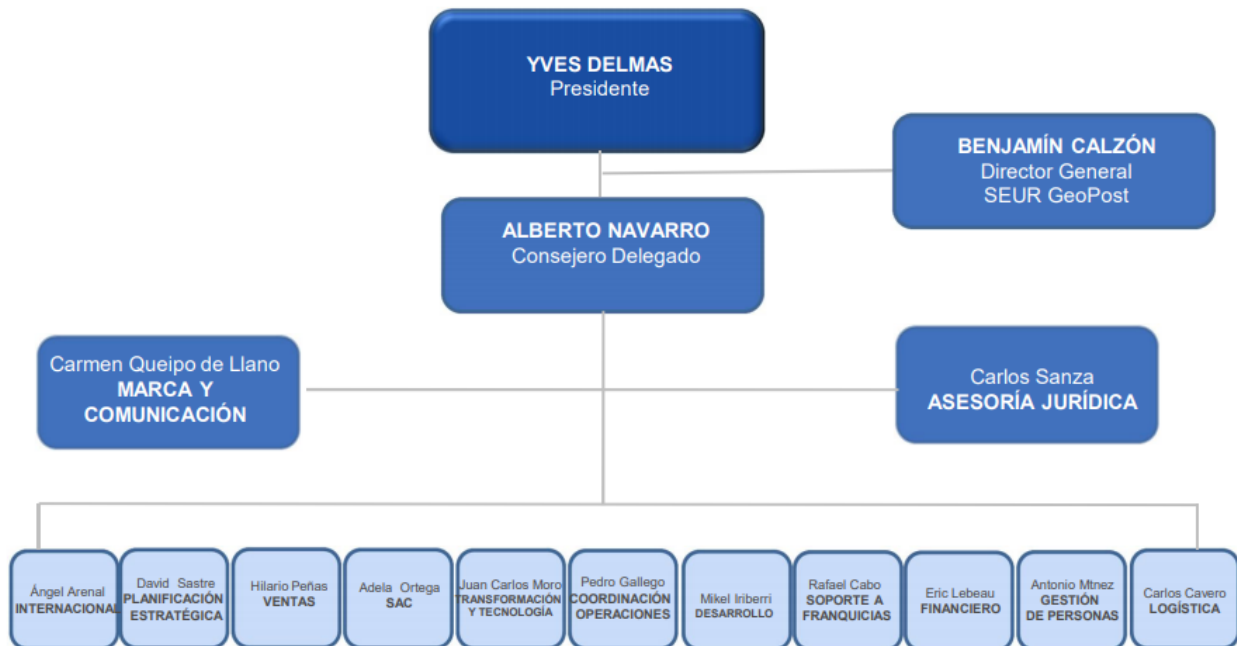 YVES DELMAS
Presidente
BENJAMÍN CALZÓN
Director General
SEUR GeoPost
ALBERTO NAVARRO
Consejero Delegado
Carmen Queipo de Llano
MARCA Y
COMUNICACIÓN
Carlos Sanza
ASESORÍA JURÍDICA
Ángel Arenal
INTERNACIONAL
David Sastre
PLANIFICACIÓN
ESTRATÉGICA
Hilario Peñas
VENTAS
Adela Ortega
SAC
Juan Carlos Moro
TRANSFORMACIÓN
Y TECNOLOGÍA
Pedro Gallego
COORDINACIÓN
OPERACIONES
Mikel Iriberri
DESARROLLO
Rafael Cabo
SOPORTE A
FRANQUICIAS
Eric Lebeau
FINANCIERO
Antonio Mtnez
GESTIÓN
DE PERSONAS
Carlos Cavero
LOGÍSTICA